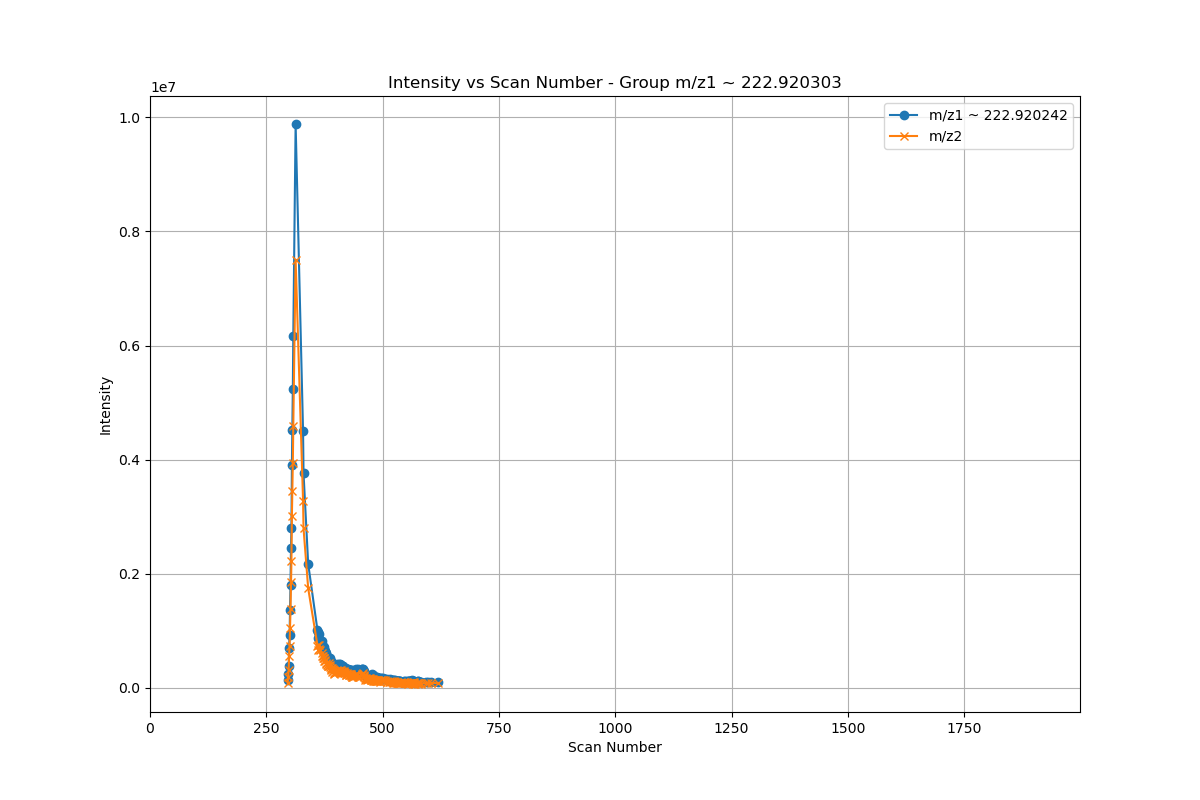 Intensity vs Scan Number - Group m/z1 ~ 222.920303
1e7
m/z1 ~ 222.920242
m/z2
1.0
0.8
0.6
0.4
0.2
0.0
Intensity
0 250 500 750 1000 1250 1500 1750
Scan Number